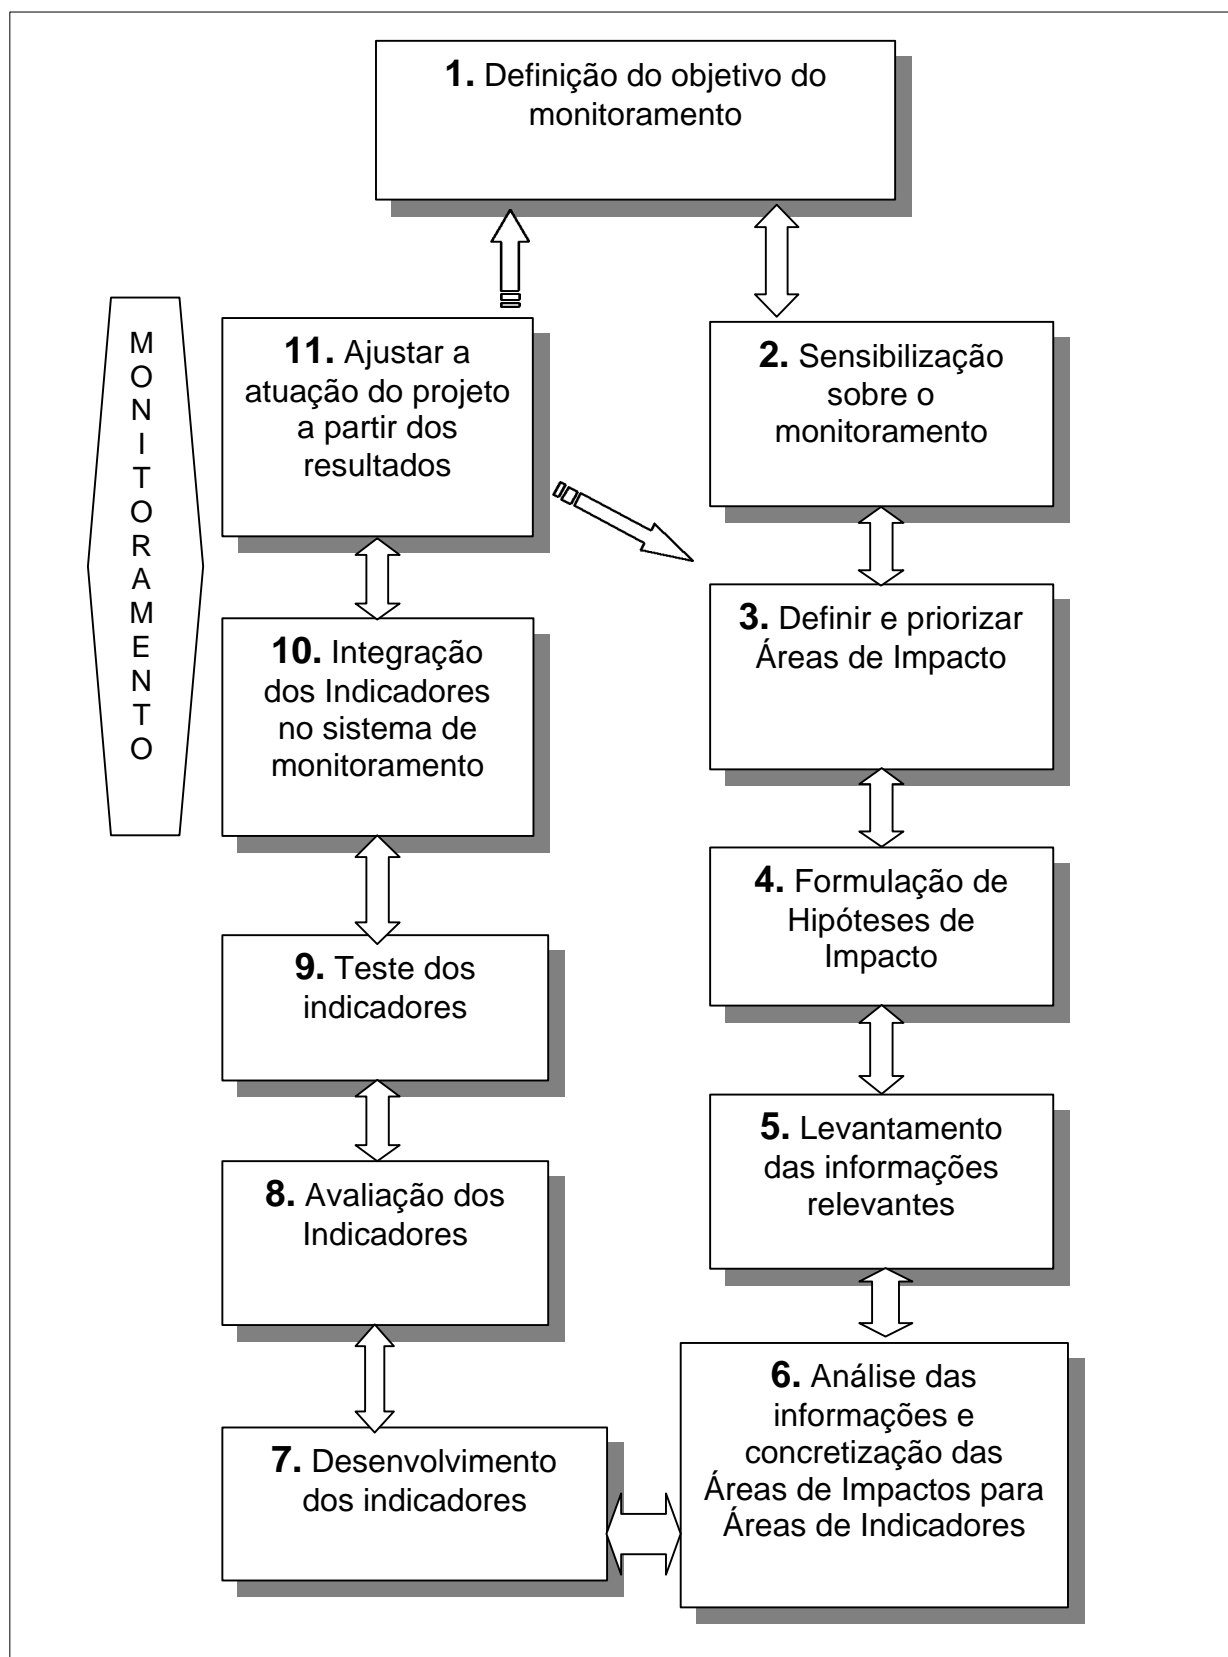 1. Definição do objetivo do
monitoramento
2. Sensibilização
sobre o
monitoramento
3. Definir e priorizar
Áreas de Impacto
4. Formulação de
Hipóteses de
Impacto
5. Levantamento
das informações
relevantes
6. Análise das
informações e
concretização das
Áreas de Impactos para
Áreas de Indicadores
7. Desenvolvimento
dos indicadores
8. Avaliação dos
Indicadores
9. Teste dos
indicadores
10. Integração
dos Indicadores
no sistema de
monitoramento
11. Ajustar a
atuação do projeto
a partir dos
resultados
MONITORAMENTO